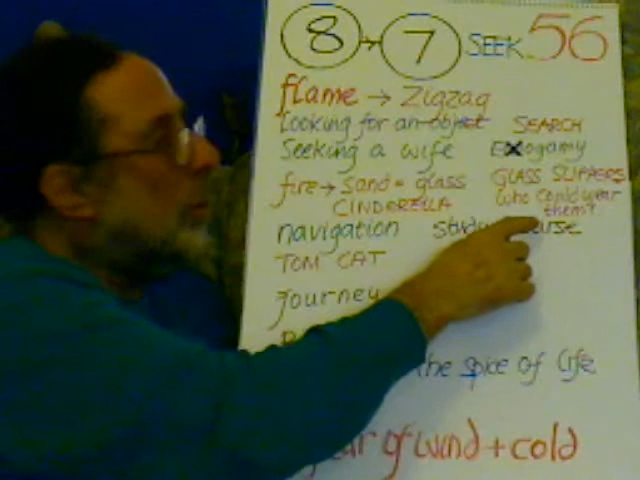 8 → 7 SEEK 56
flame → Zigzag
Looking for an object SEARCH
Seeking a wife Exogamy
fire → Sand = glass GLASS SLIPPERS
CINDERELLA who could wear them?
navigation study
TOM CAT
Journey
the spice of life
of wind + cold